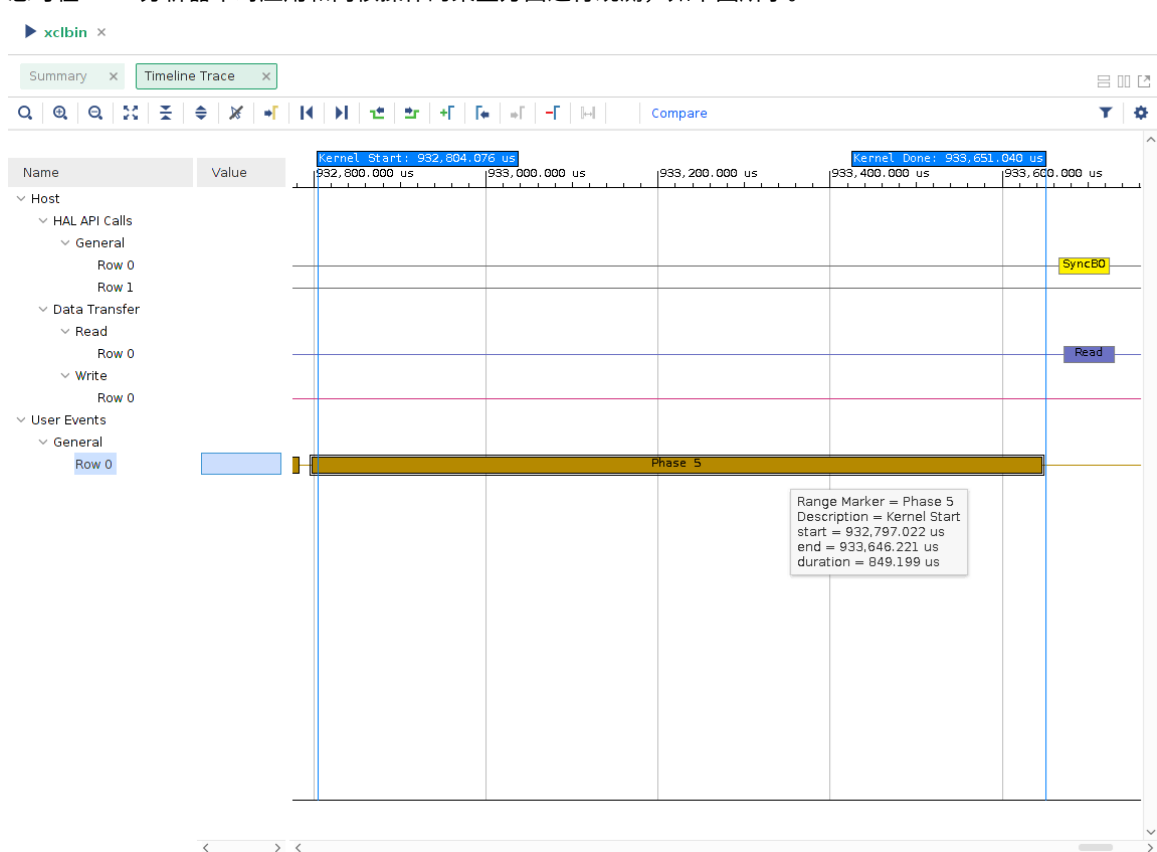 xclbin
Summary Timeline Trace
Compare
Kernel Start: 932,804.076 us Kernel Done: 933,651.040 us
Name Value 932,800.000 us 933,000.000 us 933,200.000 us 933,400.000 us 933,600.000 us
Host
HAL API Calls
General
Row 0 SyncBO
Row 1
Data Transfer
Read
Row 0 Read
Write
Row 0
User Events
General
Row 0 Phase 5
Range Marker = Phase 5
Description = Kernel Start
start = 932,797.022 us
end = 933,646.221 us
duration = 849.199 us